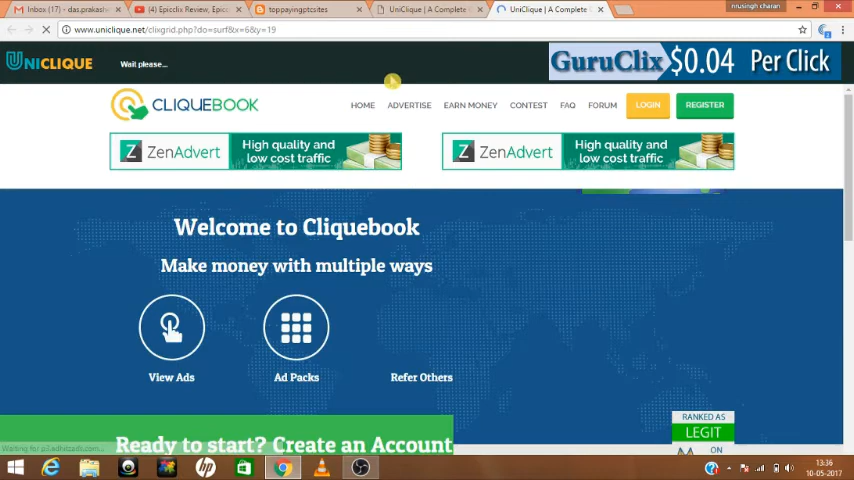 nrusingh charan
Inbox (17) - das.prakash
Epicclix Review, Epicc
toppayingptcsites
UniClique | A Complete
UniClique | A Complete
www.uniclique.net/clixgrid.php?do=surf&x=6&y=19
UNICLIQUE
Wait please...
GuruClix $0.04 Per Click
CLIQUEBOOK
HOME ADVERTISE EARN MONEY CONTEST FAQ FORUM LOGIN REGISTER
Z ZenAdvert High quality and low cost traffic
Z ZenAdvert High quality and low cost traffic
Welcome to Cliquebook
Make money with multiple ways
View Ads Ad Packs Refer Others
RANKED AS
LEGIT
ON
Ready to start? Create an Account
13:36
10-05-2017